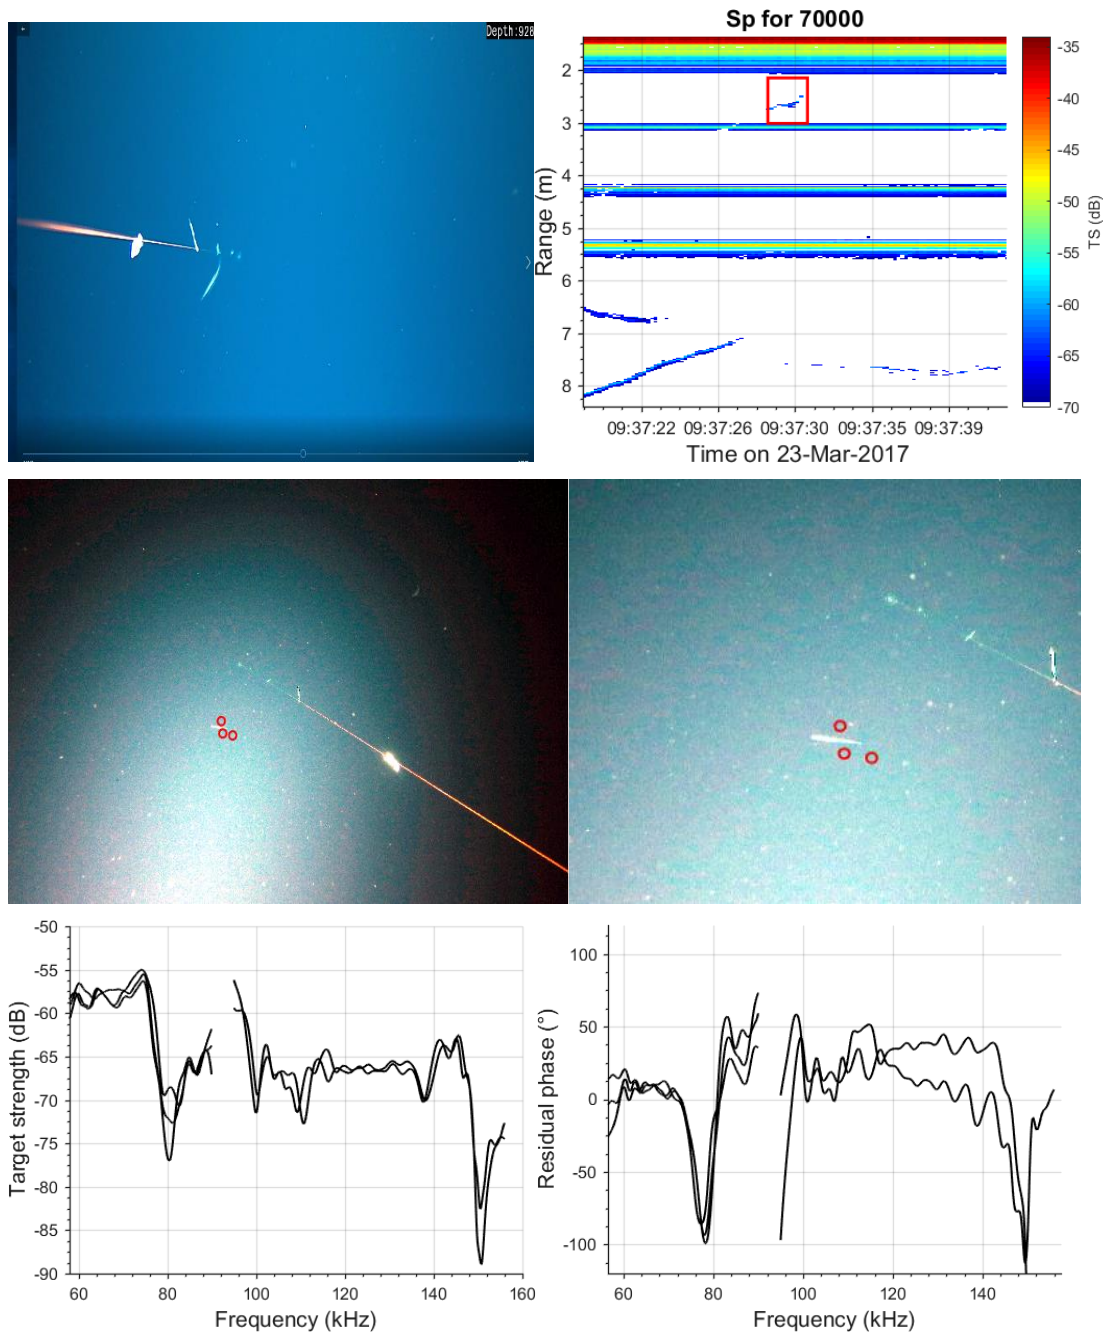 Depth:928
Sp for 70000
Range (m)
2
3
4
5
6
7
8
09:37:22 09:37:26 09:37:30 09:37:35 09:37:39
Time on 23-Mar-2017
-35
-40
-45
-50
-55
-60
-65
-70
TS (dB)
Target strength (dB)
-50
-55
-60
-65
-70
-75
-80
-85
-90
60 80 100 120 140 160
Frequency (kHz)
Residual phase (°)
100
50
0
-50
-100
60 80 100 120 140
Frequency (kHz)